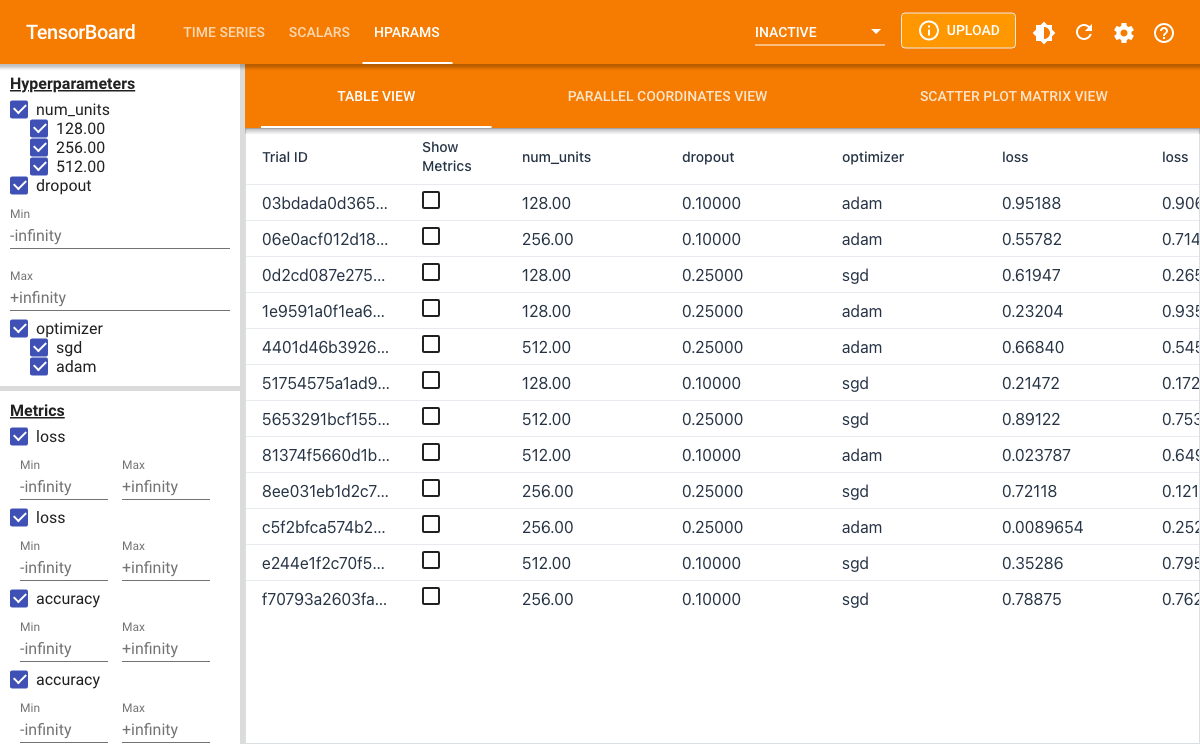 TensorBoard TIME SERIES SCALARS HPARAMS INACTIVE UPLOAD
Hyperparameters
num_units
128.00
256.00
512.00
dropout
Min
-infinity
Max
+infinity
optimizer
sgd
adam
Metrics
loss
Min Max
-infinity +infinity
loss
Min Max
-infinity +infinity
accuracy
Min Max
-infinity +infinity
accuracy
Min Max
-infinity +infinity
TABLE VIEW PARALLEL COORDINATES VIEW SCATTER PLOT MATRIX VIEW
Trial ID Show Metrics num_units dropout optimizer loss loss
03bdada0d365... 128.00 0.10000 adam 0.95188 0.906
06e0acf012d18... 256.00 0.10000 adam 0.55782 0.714
0d2cd087e275... 128.00 0.25000 sgd 0.61947 0.265
1e9591a0f1ea6... 128.00 0.25000 adam 0.23204 0.935
4401d46b3926... 512.00 0.25000 adam 0.66840 0.545
51754575a1ad9... 128.00 0.10000 sgd 0.21472 0.172
5653291bcf155... 512.00 0.25000 sgd 0.89122 0.753
81374f5660d1b... 512.00 0.10000 adam 0.023787 0.649
8ee031eb1d2c7... 256.00 0.25000 sgd 0.72118 0.121
c5f2bfca574b2... 256.00 0.25000 adam 0.0089654 0.252
e244e1f2c70f5... 512.00 0.10000 sgd 0.35286 0.795
f70793a2603fa... 256.00 0.10000 sgd 0.78875 0.762